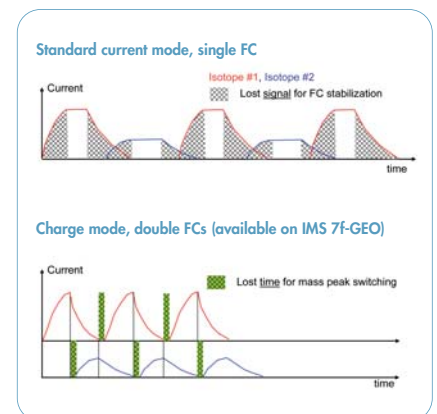 Standard current mode, single FC
Isotope #1, Isotope #2
Current
Lost signal for FC stabilization
time
Charge mode, double FCs (available on IMS 7f-GEO)
Current
Lost time for mass peak switching
time